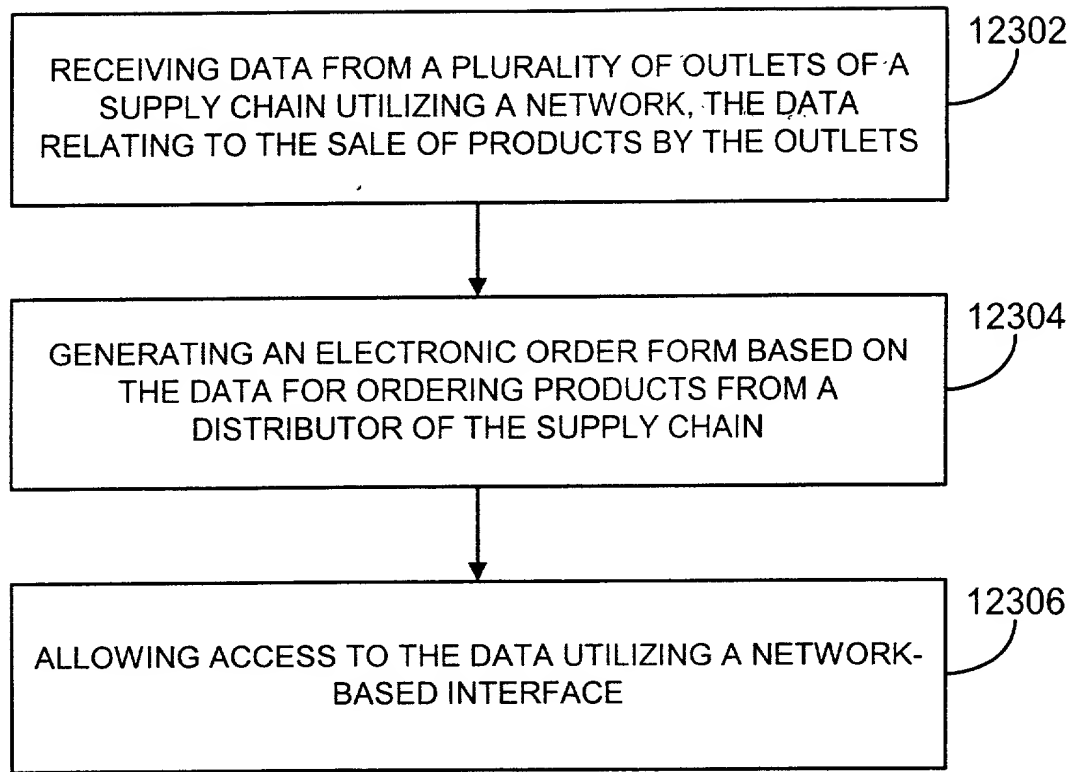 12302
RECEIVING DATA FROM A PLURALITY OF OUTLETS OF A
SUPPLY CHAIN UTILIZING A NETWORK, THE DATA
RELATING TO THE SALE OF PRODUCTS BY THE OUTLETS
12304
GENERATING AN ELECTRONIC ORDER FORM BASED ON
THE DATA FOR ORDERING PRODUCTS FROM A
DISTRIBUTOR OF THE SUPPLY CHAIN
12306
ALLOWING ACCESS TO THE DATA UTILIZING A NETWORK-
BASED INTERFACE